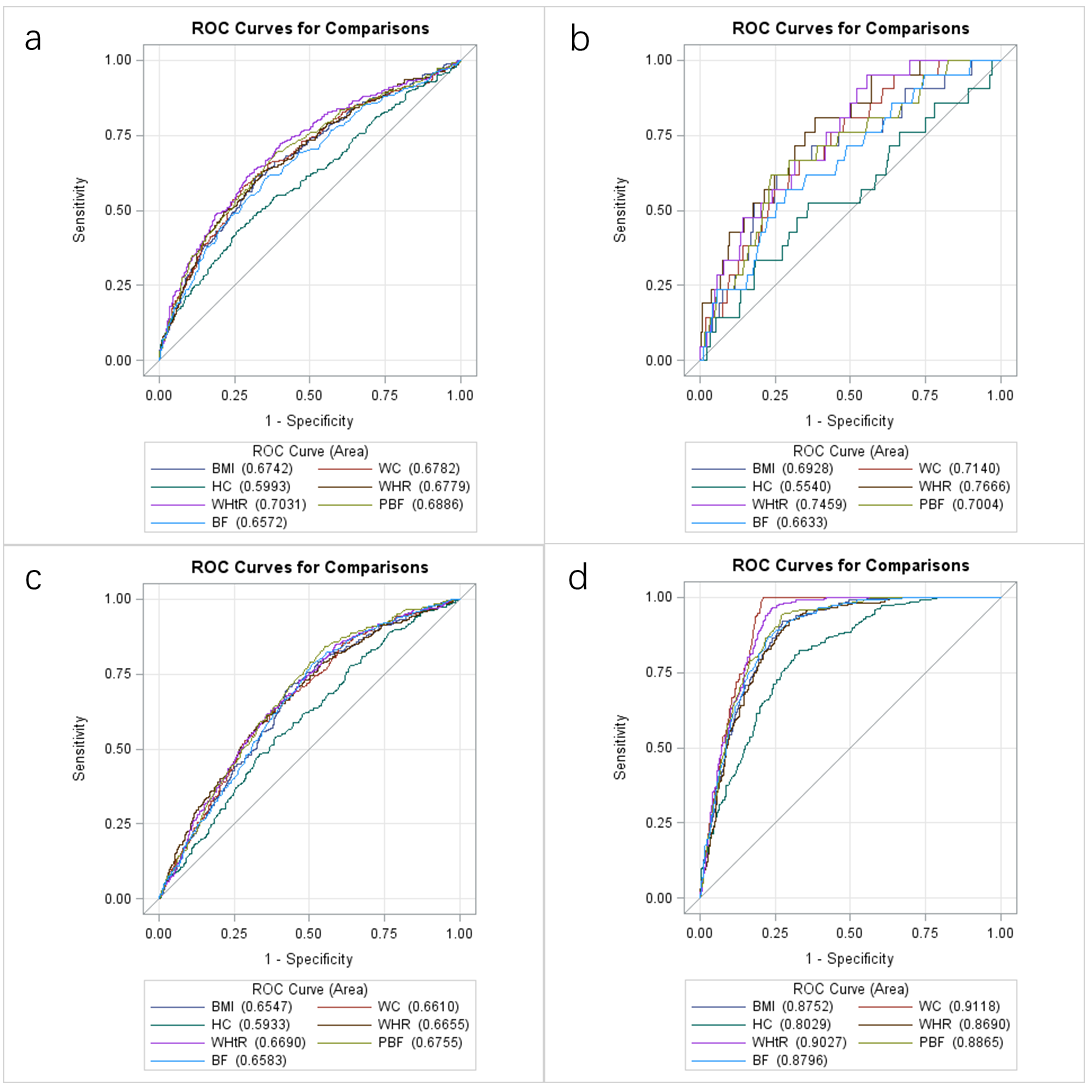 a
ROC Curves for Comparisons
1.00
0.75
0.50
0.25
0.00
Sensitivity
0.00 0.25 0.50 0.75 1.00
1 - Specificity
ROC Curve (Area)
BMI (0.6742) WC (0.6782)
HC (0.5993) WHR (0.6779)
WHtR (0.7031) PBF (0.6886)
BF (0.6572)
b
ROC Curves for Comparisons
1.00
0.75
0.50
0.25
0.00
Sensitivity
0.00 0.25 0.50 0.75 1.00
1 - Specificity
ROC Curve (Area)
BMI (0.6928) WC (0.7140)
HC (0.5540) WHR (0.7666)
WHtR (0.7459) PBF (0.7004)
BF (0.6633)
c
ROC Curves for Comparisons
1.00
0.75
0.50
0.25
0.00
Sensitivity
0.00 0.25 0.50 0.75 1.00
1 - Specificity
ROC Curve (Area)
BMI (0.6547) WC (0.6610)
HC (0.5933) WHR (0.6655)
WHtR (0.6690) PBF (0.6755)
BF (0.6583)
d
ROC Curves for Comparisons
1.00
0.75
0.50
0.25
0.00
Sensitivity
0.00 0.25 0.50 0.75 1.00
1 - Specificity
ROC Curve (Area)
BMI (0.8752) WC (0.9118)
HC (0.8029) WHR (0.8690)
WHtR (0.9027) PBF (0.8865)
BF (0.8796)